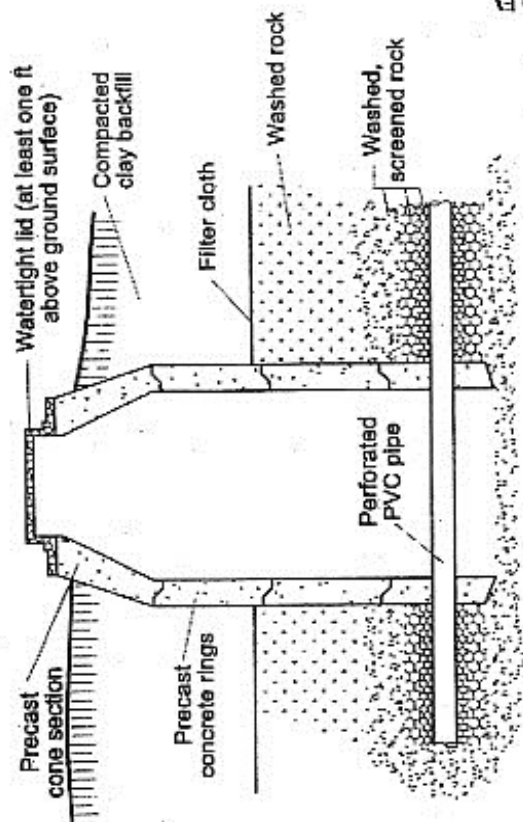 Watertight lid (at least one ft
above ground surface)
Compacted
clay backfill
Precast
cone section
Filter cloth
Washed rock
Precast
concrete rings
Perforated
PVC pipe
Washed,
screened rock